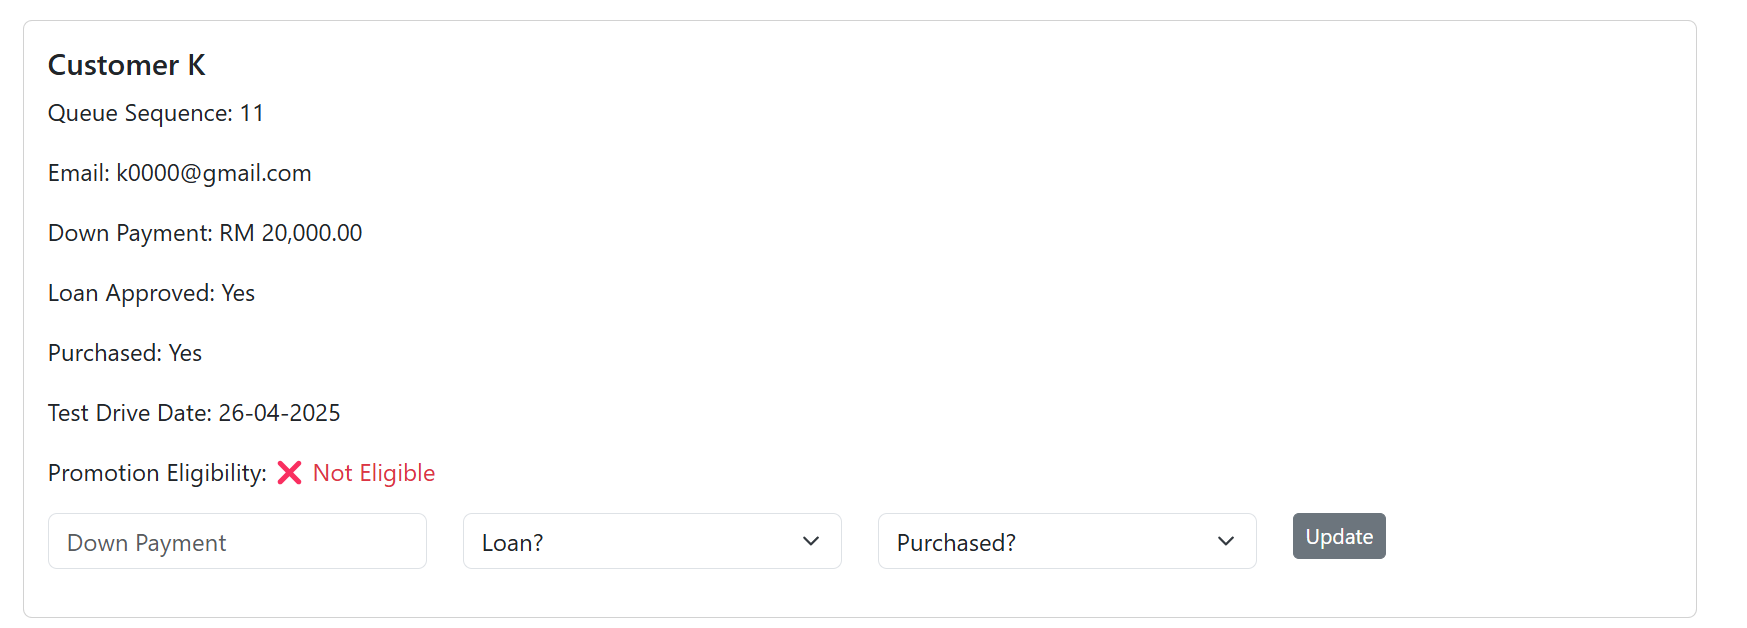 Customer K
Queue Sequence: 11
Email: k0000@gmail.com
Down Payment: RM 20,000.00
Loan Approved: Yes
Purchased: Yes
Test Drive Date: 26-04-2025
Promotion Eligibility: ❌ Not Eligible
Down Payment Loan? Purchased? Update